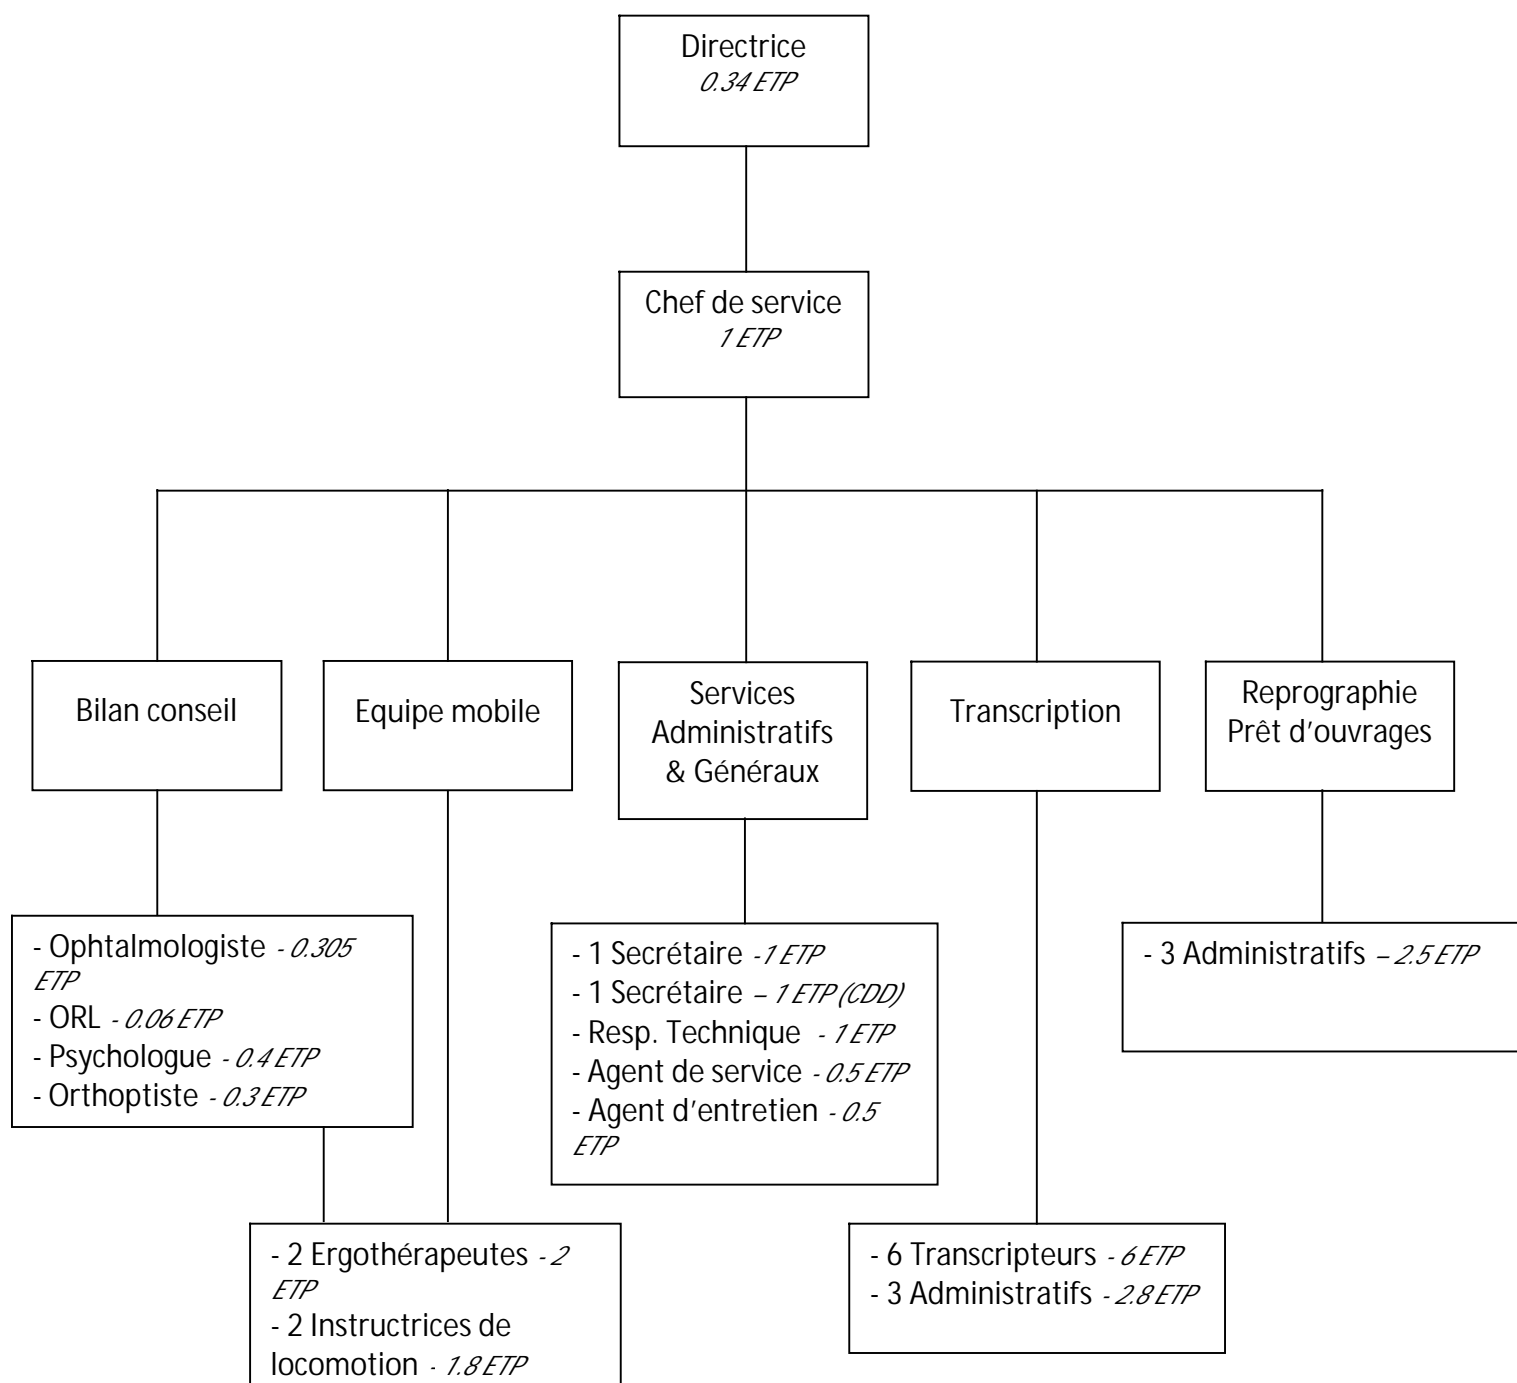 Directrice
0.34 ETP
Chef de service
1 ETP
Bilan conseil
Equipe mobile
Services
Administratifs
& Généraux
Transcription
Reprographie
Prêt d'ouvrages
- Ophtalmologiste - 0.305
ETP
- ORL - 0.06 ETP
- Psychologue - 0.4 ETP
- Orthoptiste - 0.3 ETP
- 1 Secrétaire -1 ETP
- 1 Secrétaire – 1 ETP (CDD)
- Resp. Technique - 1 ETP
- Agent de service - 0.5 ETP
- Agent d'entretien - 0.5
ETP
- 3 Administratifs – 2.5 ETP
- 2 Ergothérapeutes - 2
ETP
- 2 Instructrices de
locomotion - 1.8 ETP
- 6 Transcripteurs - 6 ETP
- 3 Administratifs - 2.8 ETP